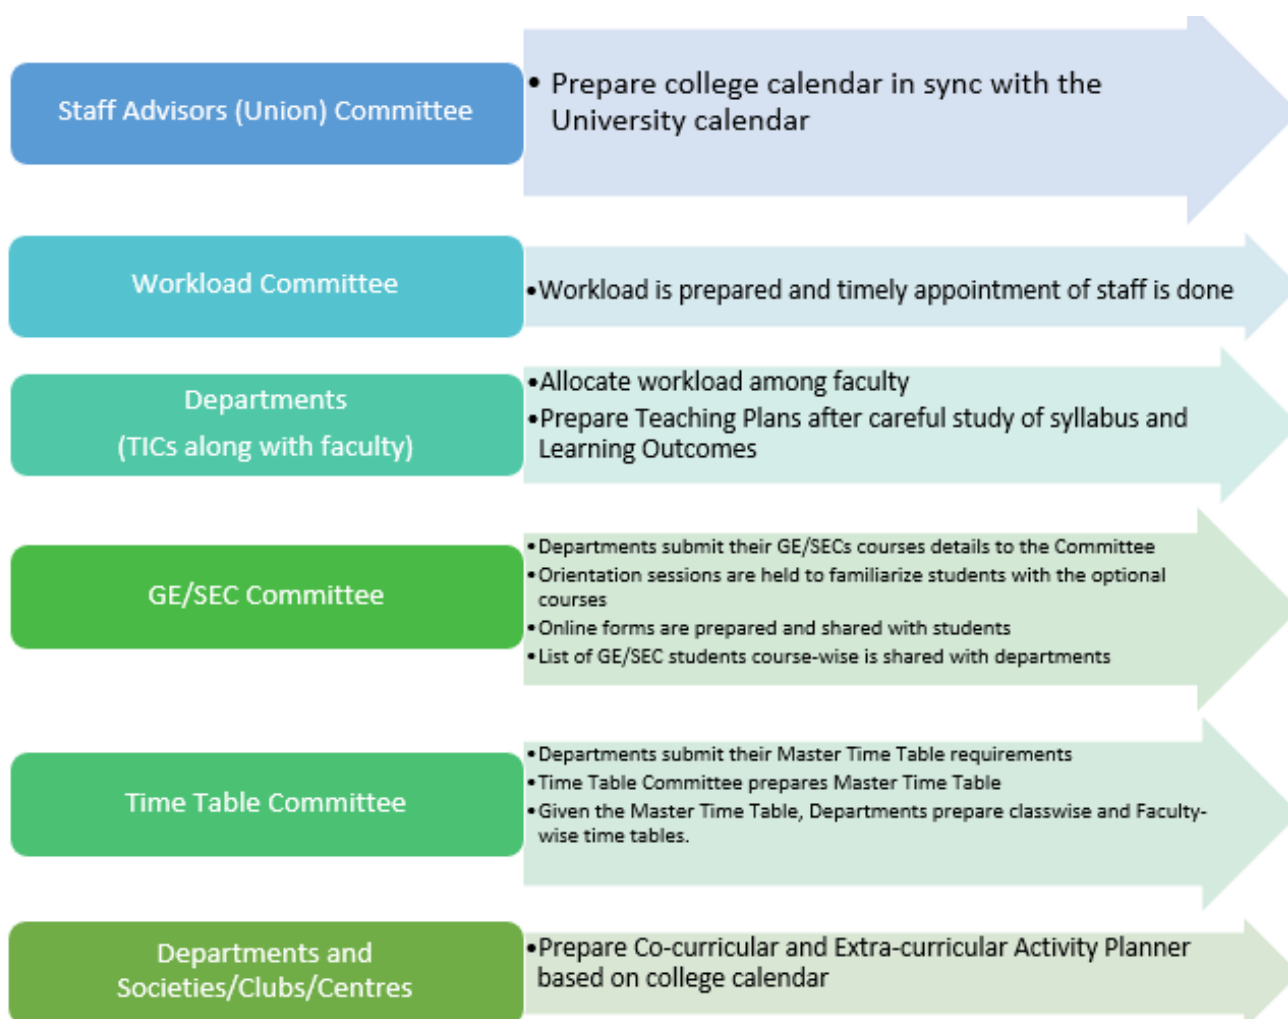 Staff Advisors (Union) Committee
• Prepare college calendar in sync with the
University calendar
Workload Committee
•Workload is prepared and timely appointment of staff is done
Departments
(TICs along with faculty)
•Allocate workload among faculty
•Prepare Teaching Plans after careful study of syllabus and
Learning Outcomes
GE/SEC Committee
•Departments submit their GE/SECs courses details to the Committee
•Orientation sessions are held to familiarize students with the optional
courses
•Online forms are prepared and shared with students
•List of GE/SEC students course-wise is shared with departments
Time Table Committee
•Departments submit their Master Time Table requirements
•Time Table Committee prepares Master Time Table
•Given the Master Time Table, Departments prepare classwise and Faculty-
wise time tables.
Departments and
Societies/Clubs/Centres
•Prepare Co-curricular and Extra-curricular Activity Planner
based on college calendar